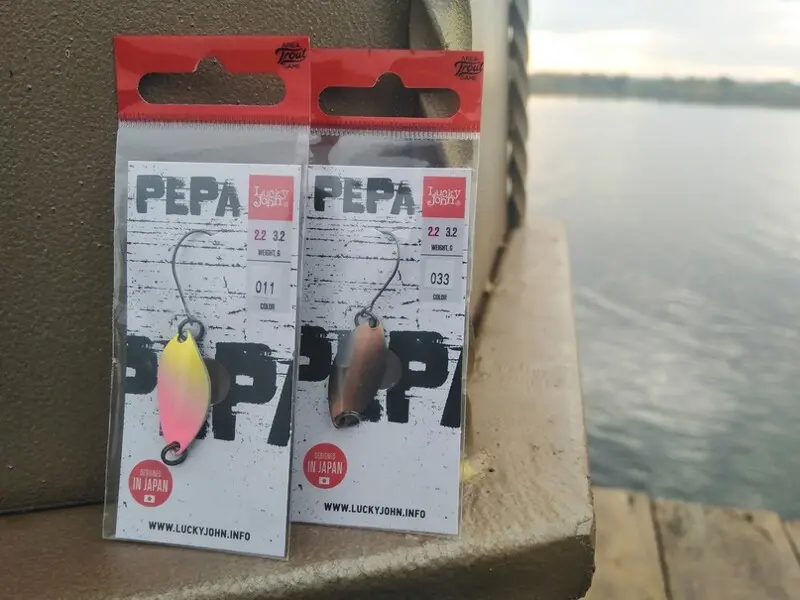 AREA
Trout
GAME
PEPA
Lucky
John
2.2 3.2
WEIGHT, G
011
COLOR
PEPA
DESIGNED
IN JAPAN
WWW.LUCKYJOHN.INFO
AREA
Trout
GAME
PEPA
Lucky
John
2.2 3.2
WEIGHT, G
033
COLOR
PEPA
DESIGNED
IN JAPAN
WWW.LUCKYJOHN.INFO